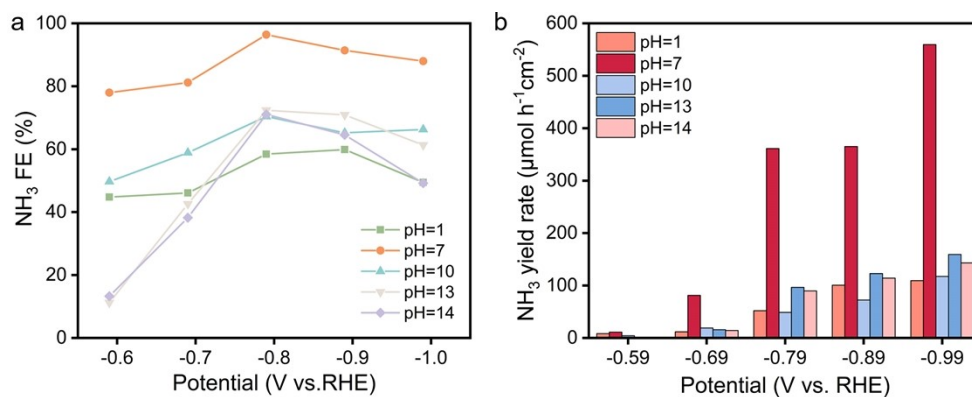 a
100
80
60
40
20
0
NH₃ FE (%)
pH=1
pH=7
pH=10
pH=13
pH=14
-0.6
-0.7
-0.8
-0.9
-1.0
Potential (V vs.RHE)
b
600
500
400
300
200
100
0
NH₃ yield rate (μmol h⁻¹cm⁻²)
pH=1
pH=7
pH=10
pH=13
pH=14
-0.59
-0.69
-0.79
-0.89
-0.99
Potential (V vs. RHE)